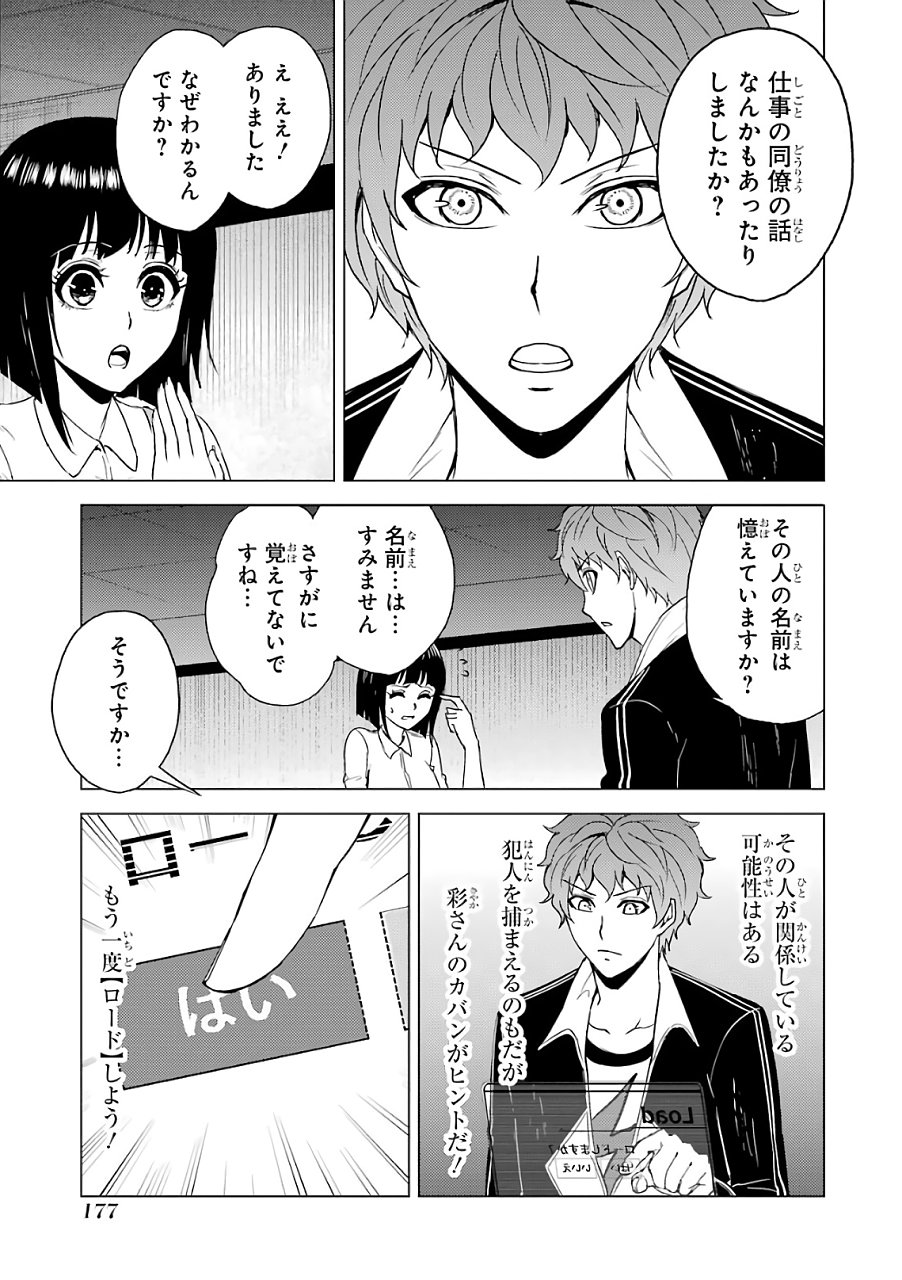 仕事の同僚の話
なんかもあったり
しましたか?
え ええ!
ありました
なぜわかるん
ですか?
その人の名前は
憶えていますか?
名前…は…
すみません
さすがに
覚えてないで
すね…
そうですか…
その人が関係している
可能性はある
犯人を捕まえるのもだが
彩さんのカバンがヒントだ!
Load
ロードしますか?
はい いいえ
ロー
はい
もう一度【ロード】しよう!
177